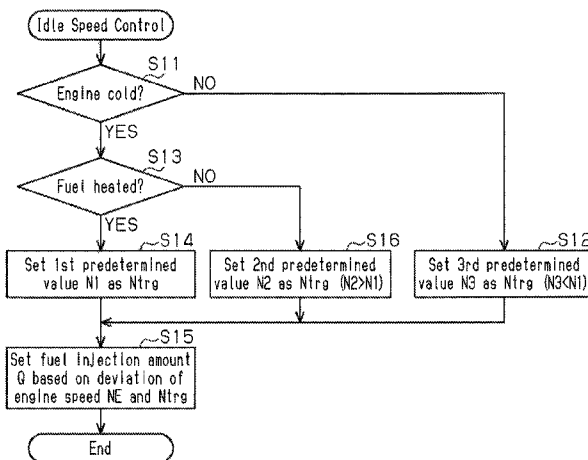 Idle Speed Control
S11
Engine cold?
NO
YES
S13
Fuel heated?
NO
YES
S14
Set 1st predetermined
value N1 as Ntrg
S16
Set 2nd predetermined
value N2 as Ntrg (N2>N1)
S12
Set 3rd predetermined
value N3 as Ntrg (N3<N1)
S15
Set fuel injection amount
Q based on deviation of
engine speed NE and Ntrg
End